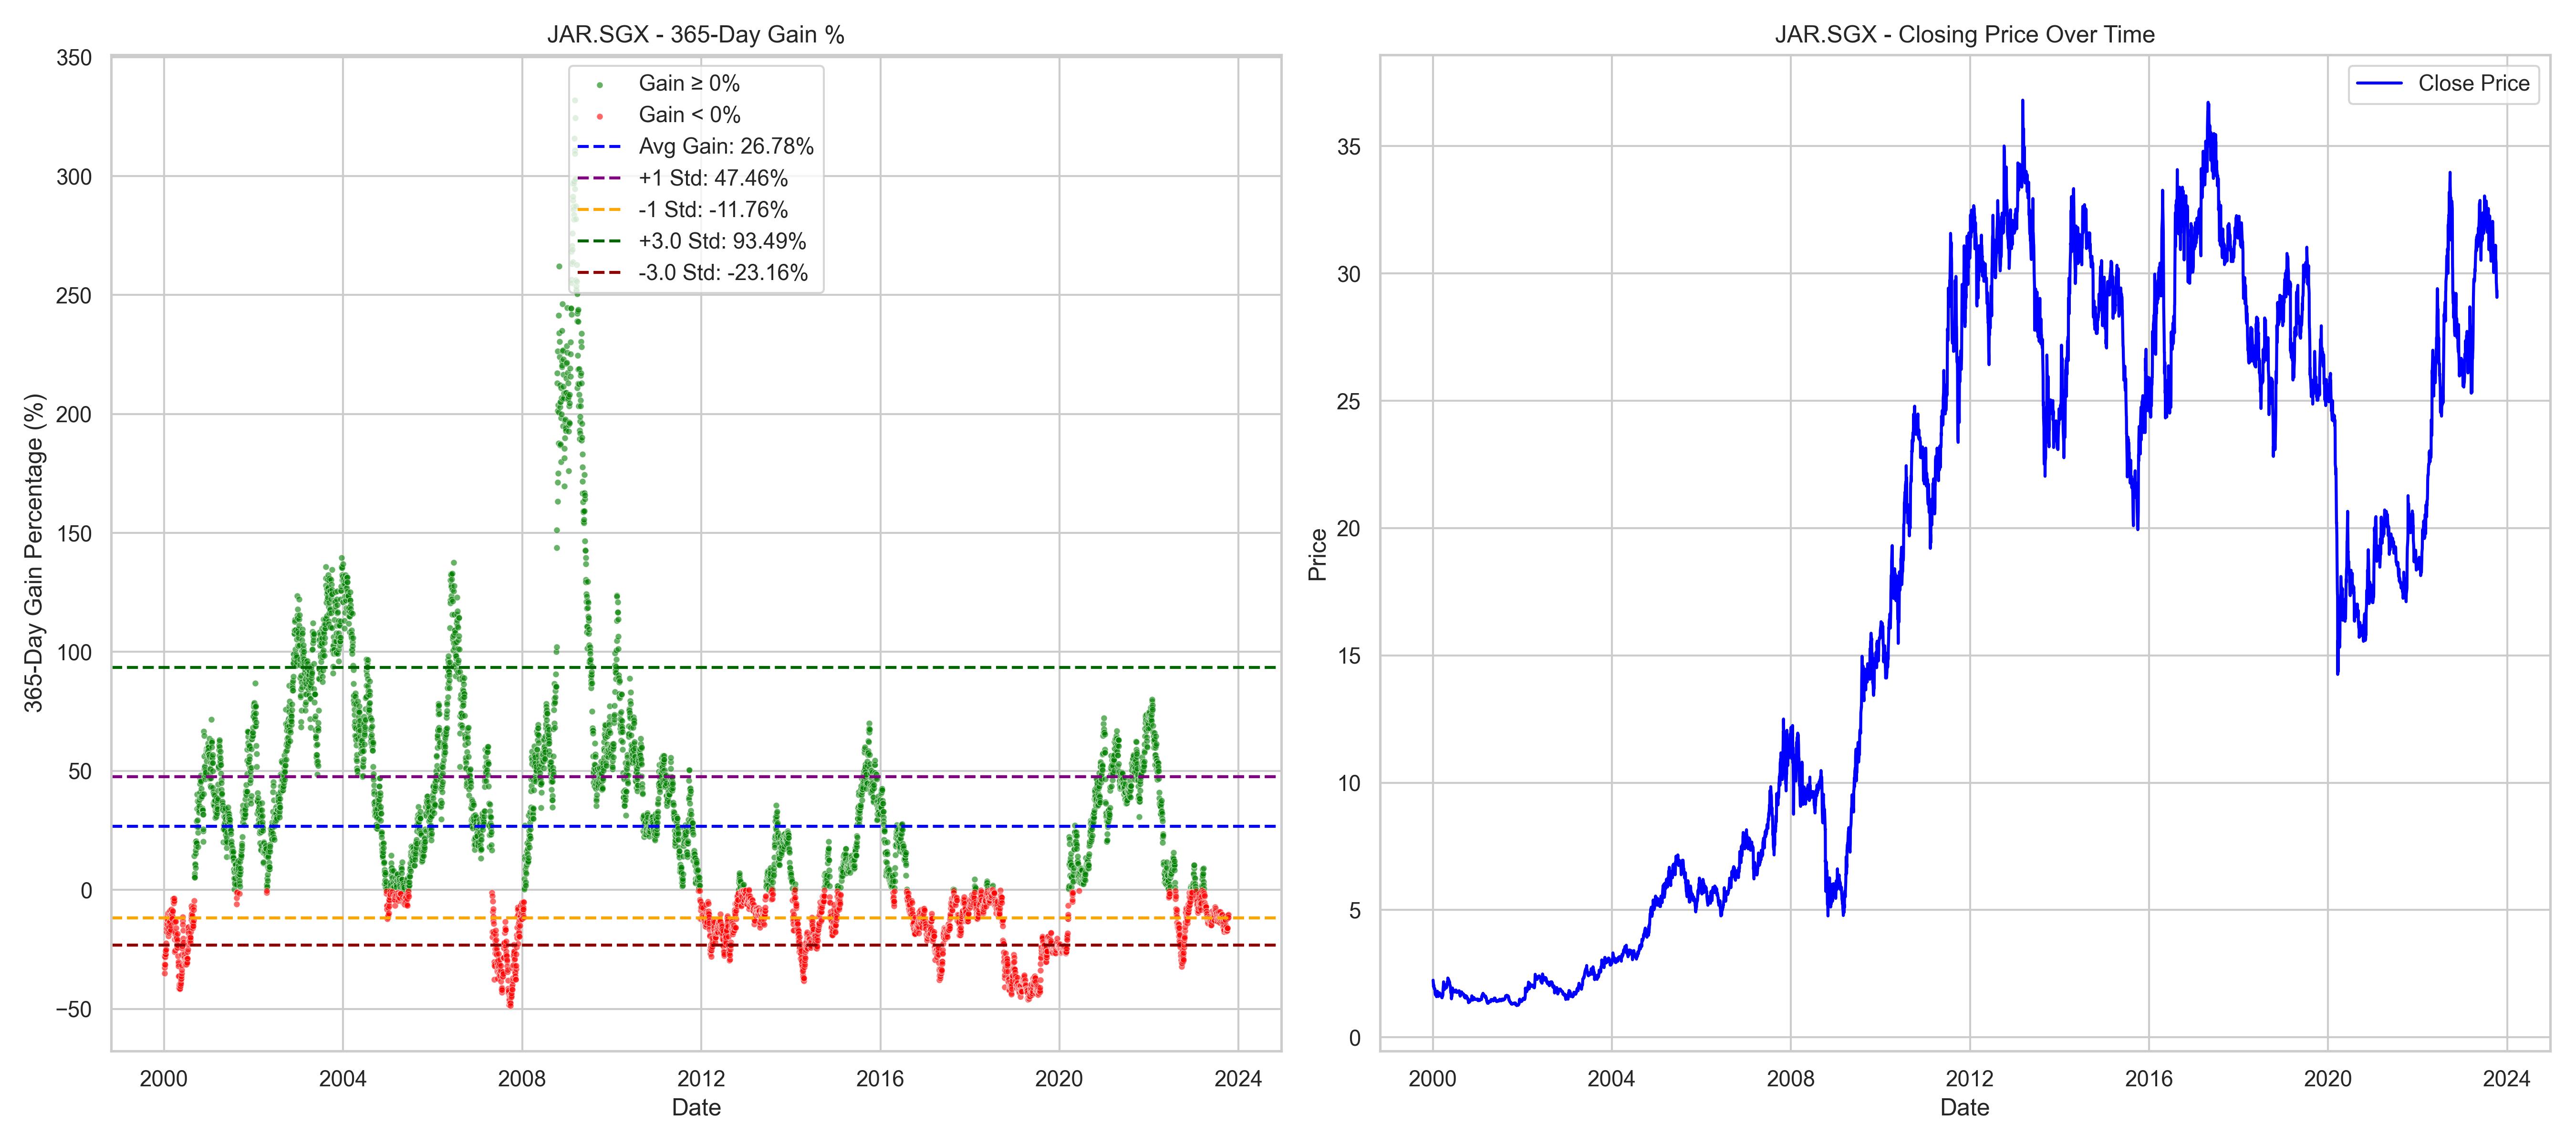 JAR.SGX - 365-Day Gain %
350
300
250
200
150
100
50
0
−50
365-Day Gain Percentage (%)
Gain ≥ 0%
Gain < 0%
Avg Gain: 26.78%
+1 Std: 47.46%
-1 Std: -11.76%
+3.0 Std: 93.49%
-3.0 Std: -23.16%
2000 2004 2008 2012 2016 2020 2024
Date
JAR.SGX - Closing Price Over Time
Close Price
35
30
25
20
15
10
5
0
Price
2000 2004 2008 2012 2016 2020 2024
Date